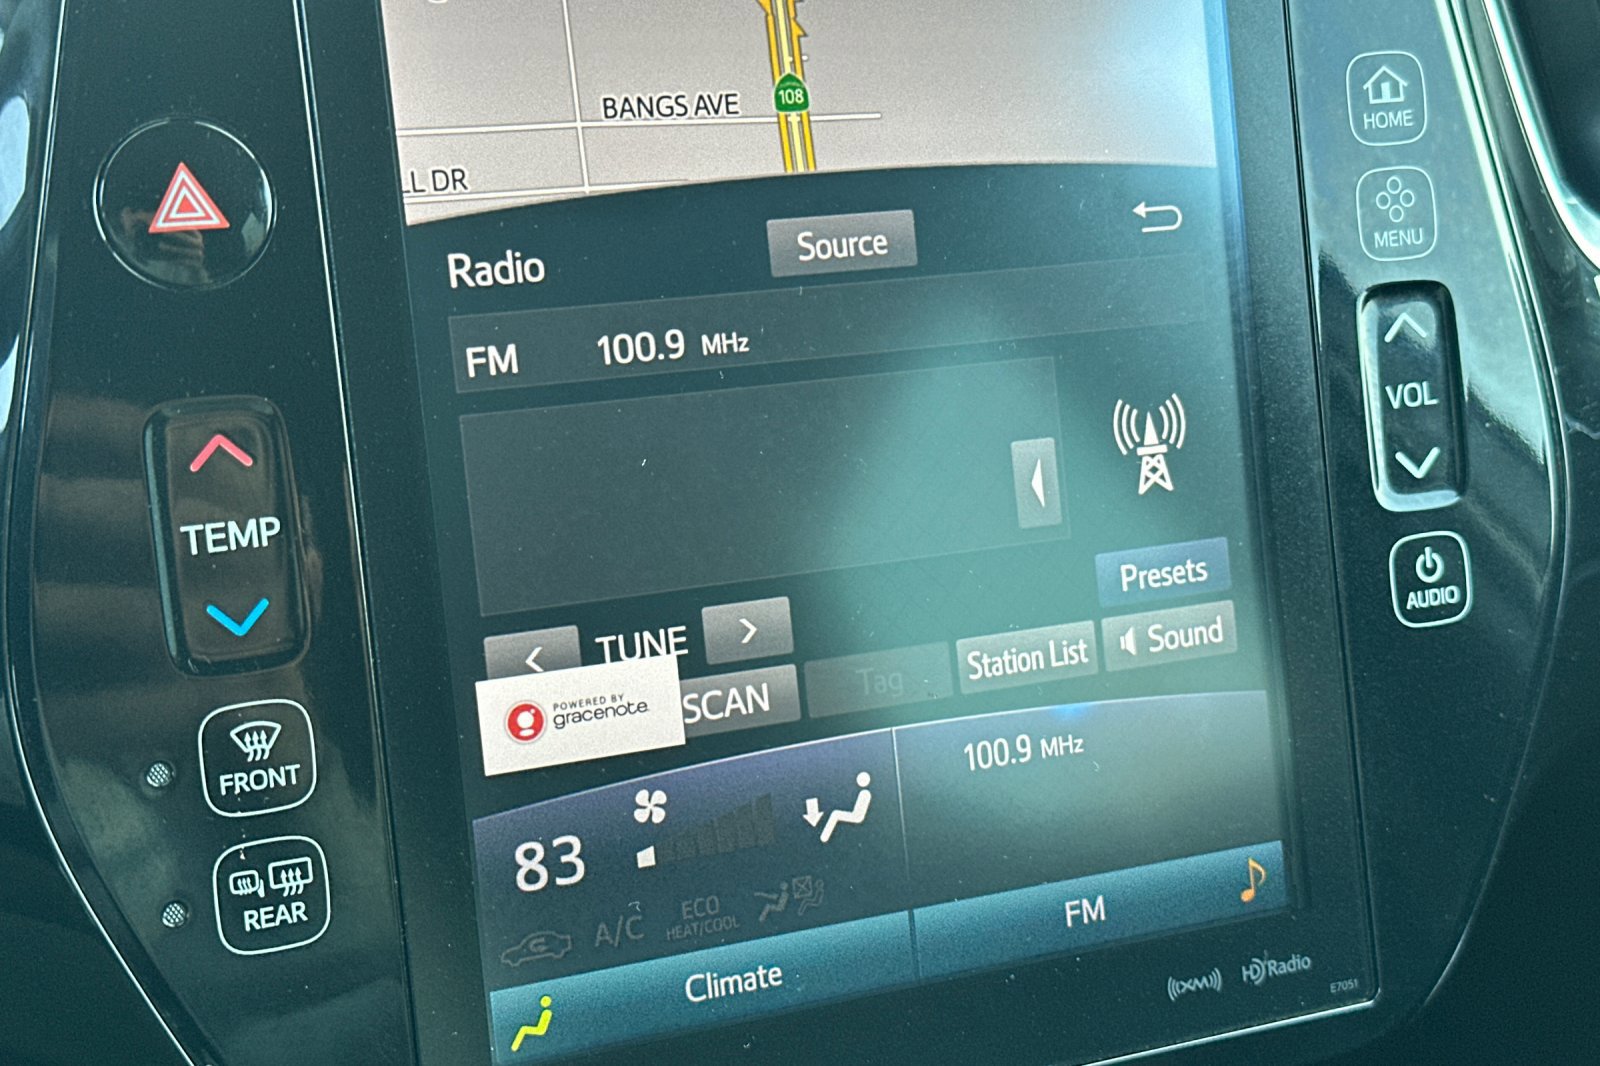 BANGS AVE
108
LL DR
HOME
MENU
Radio
Source
FM 100.9 MHz
VOL
TEMP
Presets
AUDIO
< TUNE >
Station List
Sound
POWERED BY
gracenote.
SCAN
Tag
FRONT
100.9 MHz
83
REAR
A/C
ECO
HEAT/COOL
FM
Climate
((XM))
HD Radio
E7051